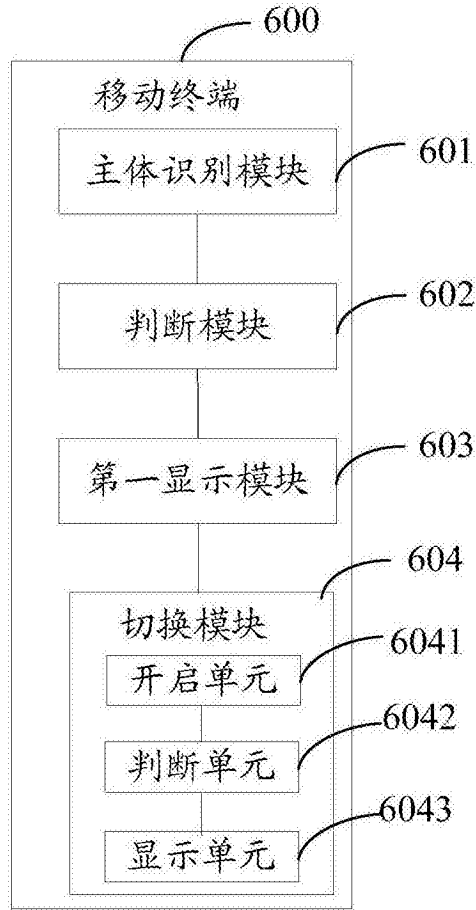 600
移动终端
主体识别模块
601
判断模块
602
第一显示模块
603
604
切换模块
6041
开启单元
6042
判断单元
6043
显示单元